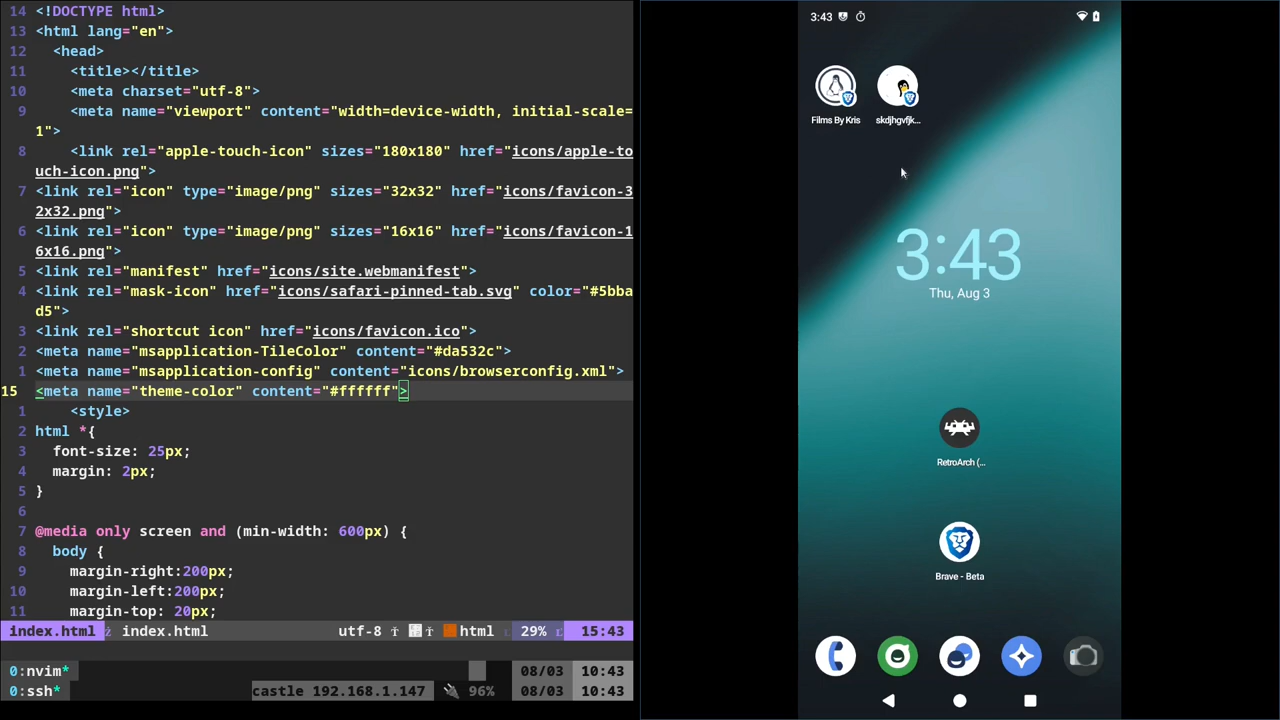 14 <!DOCTYPE html>
13 <html lang="en">
12 <head>
11 <title></title>
10 <meta charset="utf-8">
9 <meta name="viewport" content="width=device-width, initial-scale=
1">
8 <link rel="apple-touch-icon" sizes="180x180" href="icons/apple-to
uch-icon.png">
7 <link rel="icon" type="image/png" sizes="32x32" href="icons/favicon-3
2x32.png">
6 <link rel="icon" type="image/png" sizes="16x16" href="icons/favicon-1
6x16.png">
5 <link rel="manifest" href="icons/site.webmanifest">
4 <link rel="mask-icon" href="icons/safari-pinned-tab.svg" color="#5bba
d5">
3 <link rel="shortcut icon" href="icons/favicon.ico">
2 <meta name="msapplication-TileColor" content="#da532c">
1 <meta name="msapplication-config" content="icons/browserconfig.xml">
15 <meta name="theme-color" content="#ffffff">
1 <style>
2 html *{
3 font-size: 25px;
4 margin: 2px;
5 }
6
7 @media only screen and (min-width: 600px) {
8 body {
9 margin-right:200px;
10 margin-left:200px;
11 margin-top: 20px;
index.html index.html utf-8 html 29% 15:43
0:nvim* 08/03 10:43
0:ssh* castle 192.168.1.147 96% 08/03 10:43
3:43
Films By Kris
skdjhgvfjk...
3:43
Thu, Aug 3
RetroArch (...
Brave - Beta